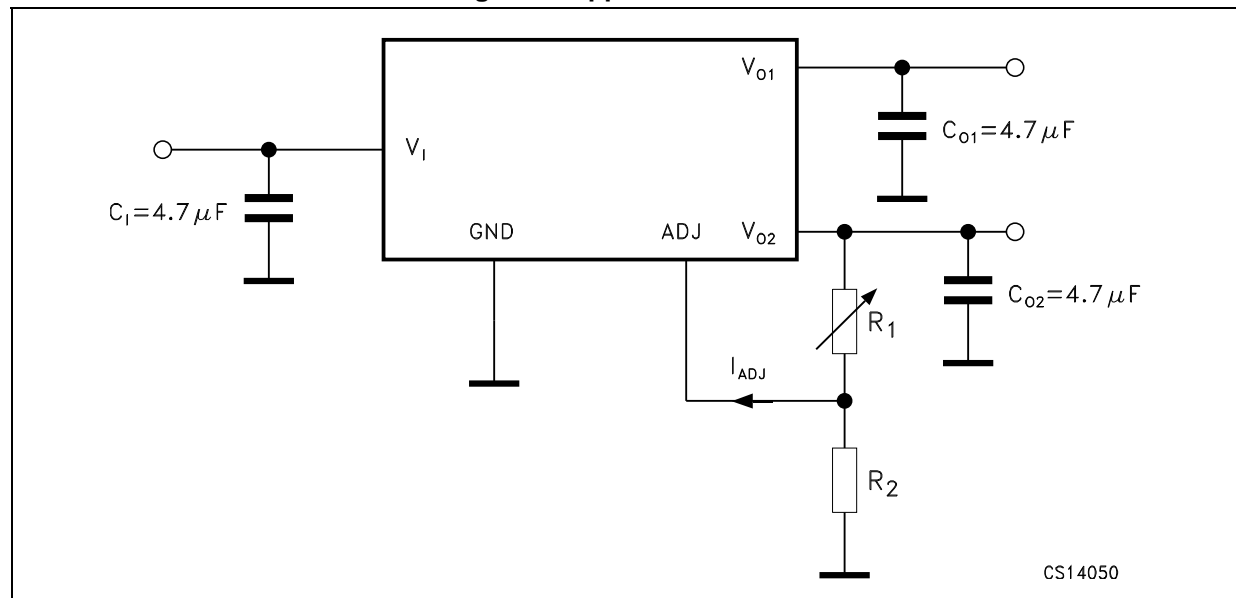 V_O1
C_O1=4.7μF
V_I
C_I=4.7μF
GND ADJ V_O2
C_O2=4.7μF
R_1
I_ADJ
R_2
CS14050